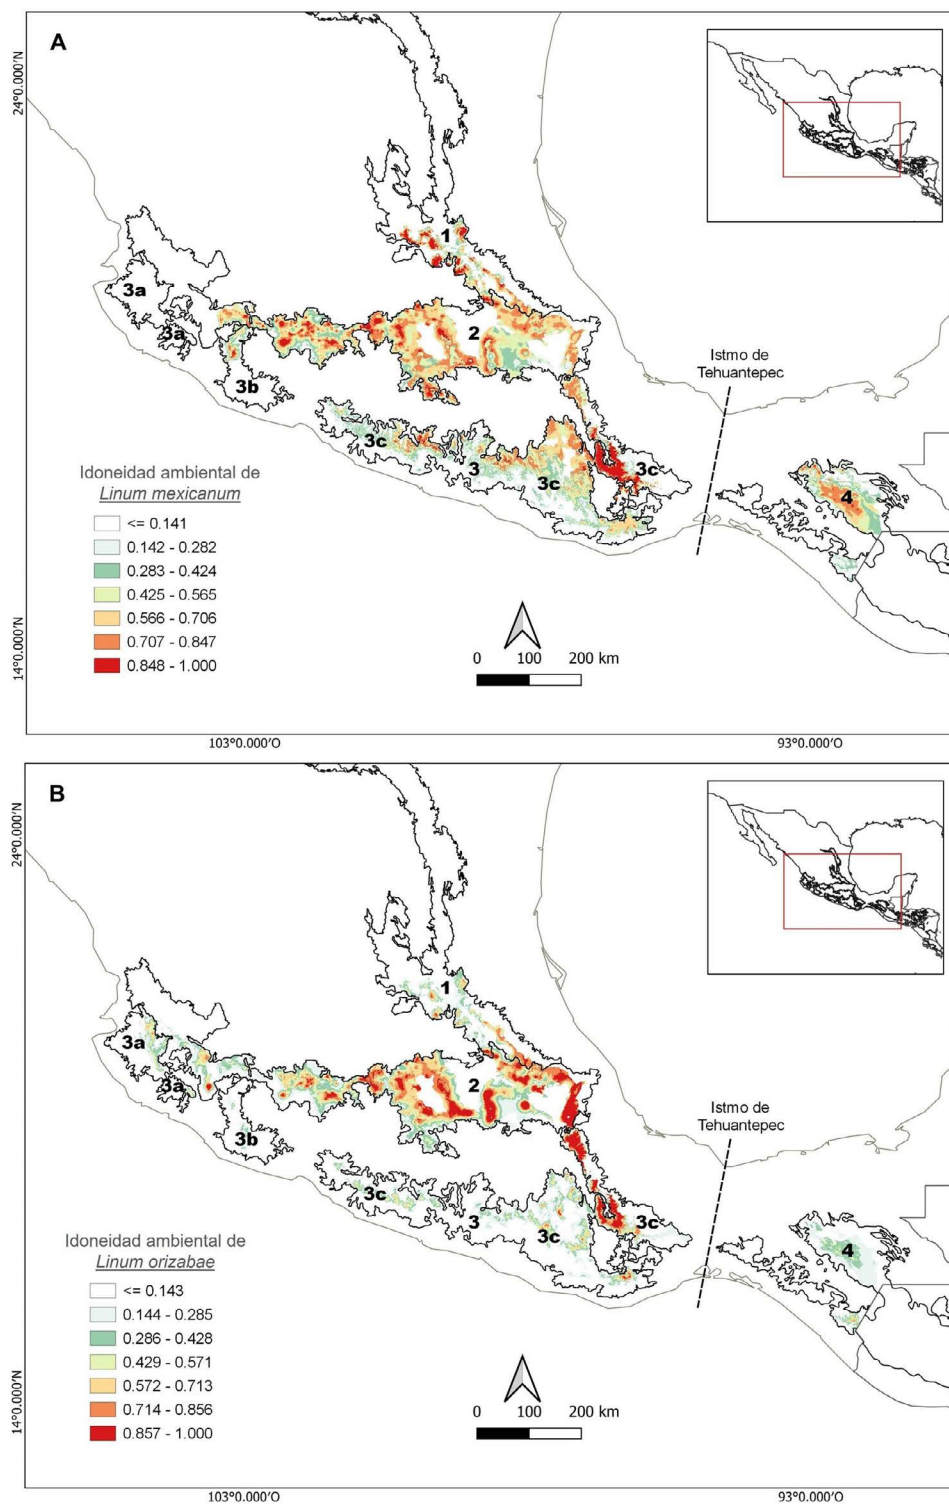 A
24°0.000'N
1
3a
3a
2
3b
Istmo de
Tehuantepec
3c
3
3c
3c
4
Idoneidad ambiental de
Linum mexicanum
<= 0.141
0.142 - 0.282
0.283 - 0.424
0.425 - 0.565
0.566 - 0.706
0.707 - 0.847
0.848 - 1.000
0 100 200 km
14°0.000'N
103°0.000'O 93°0.000'O
B
24°0.000'N
1
3a
3a
2
3b
Istmo de
Tehuantepec
3c
3
3c
3c
4
Idoneidad ambiental de
Linum orizabae
<= 0.143
0.144 - 0.285
0.286 - 0.428
0.429 - 0.571
0.572 - 0.713
0.714 - 0.856
0.857 - 1.000
0 100 200 km
14°0.000'N
103°0.000'O 93°0.000'O